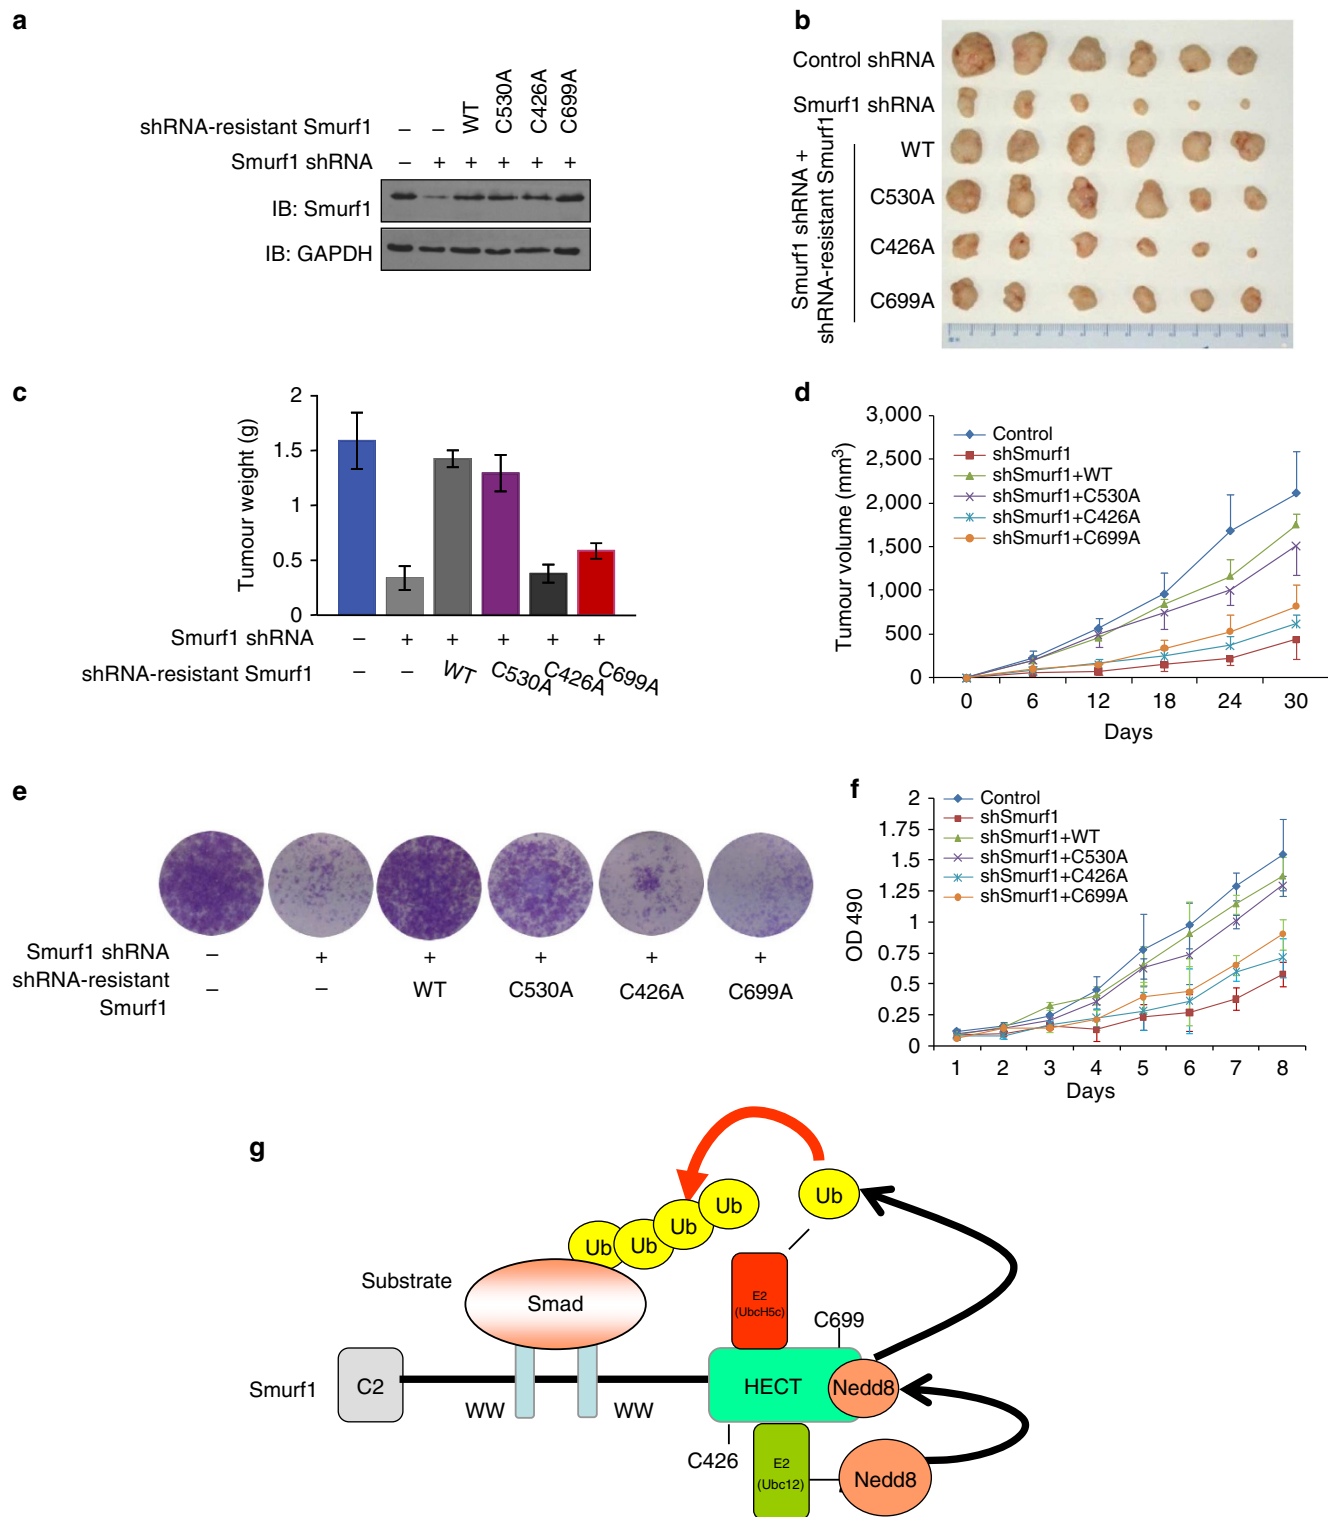 a
shRNA-resistant Smurf1
–
–
WT
C530A
C426A
C699A
Smurf1 shRNA
– + + + + +
IB: Smurf1
IB: GAPDH
b
Control shRNA
Smurf1 shRNA
Smurf1 shRNA +
shRNA-resistant Smurf1
WT
C530A
C426A
C699A
c
Tumour weight (g)
2
1.5
1
0.5
0
Smurf1 shRNA
– + + + + +
shRNA-resistant Smurf1
– – WT C530A C426A C699A
d
Tumour volume (mm³)
3,000
2,500
2,000
1,500
1,000
500
0
Control
shSmurf1
shSmurf1+WT
shSmurf1+C530A
shSmurf1+C426A
shSmurf1+C699A
0 6 12 18 24 30
Days
e
Smurf1 shRNA
– + + + + +
shRNA-resistant
Smurf1
– – WT C530A C426A C699A
f
OD 490
2
1.75
1.5
1.25
1
0.75
0.5
0.25
0
Control
shSmurf1
shSmurf1+WT
shSmurf1+C530A
shSmurf1+C426A
shSmurf1+C699A
1 2 3 4 5 6 7 8
Days
g
Ub
Ub
Ub
Ub
Ub
Substrate
Smad
E2
(UbcH5c)
C699
Smurf1
C2
WW
WW
HECT
Nedd8
C426
E2
(Ubc12)
Nedd8